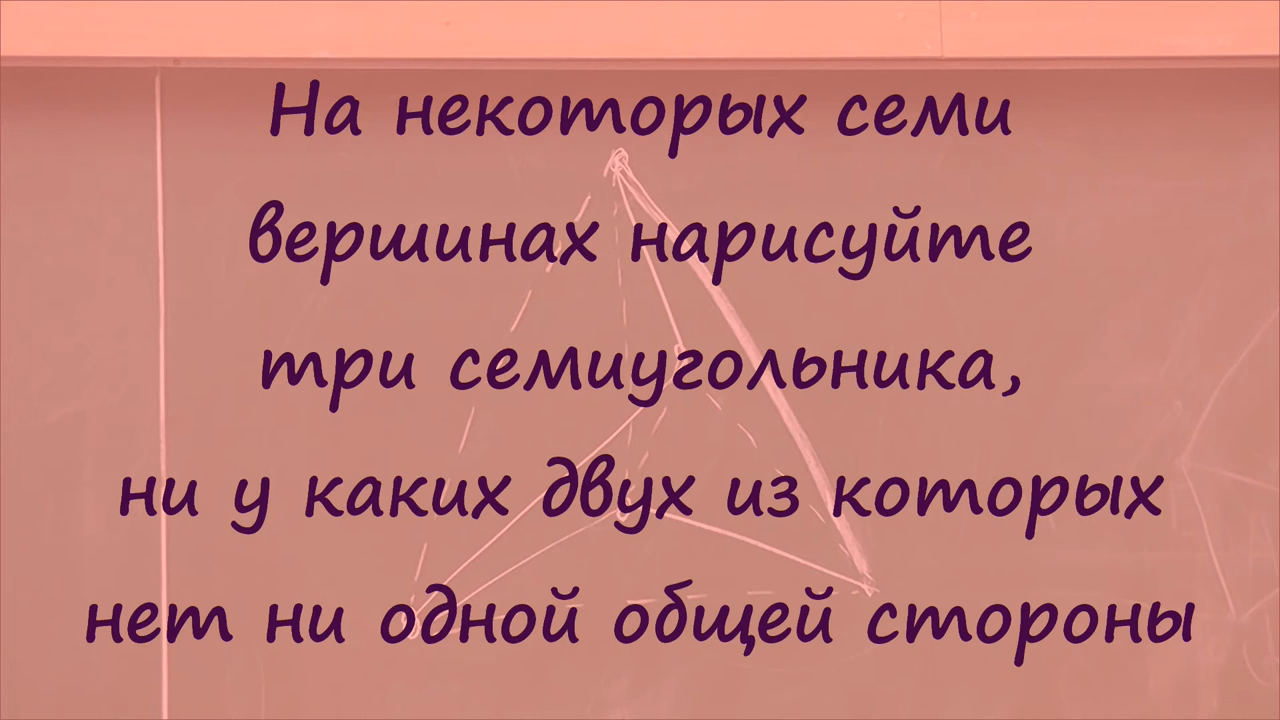 На некоторых семи
вершинах нарисуйте
три семиугольника,
ни у каких двух из которых
нет ни одной общей стороны